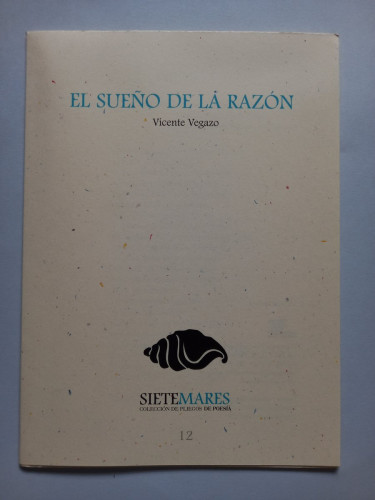 EL SUEÑO DE LA RAZÓN
Vicente Vegazo
SIETEMARES
COLECCIÓN DE PLIEGOS DE POESÍA
12